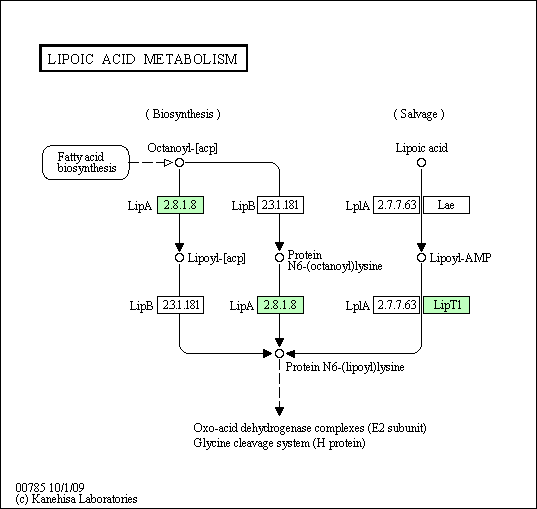 LIPOIC ACID METABOLISM
( Biosynthesis ) ( Salvage )
Octanoyl-[acp] Lipoic acid
Fatty acid
biosynthesis
LipA 2.8.1.8 LipB 2.3.1.181 LplA 2.7.7.63 Lae
Lipoyl-[acp] Protein
N6-(octanoyl)lysine Lipoyl-AMP
LipB 2.3.1.181 LipA 2.8.1.8 LplA 2.7.7.63 LipT1
Protein N6-(lipoyl)lysine
Oxo-acid dehydrogenase complexes (E2 subunit)
Glycine cleavage system (H protein)
00785 10/1/09
(c) Kanehisa Laboratories